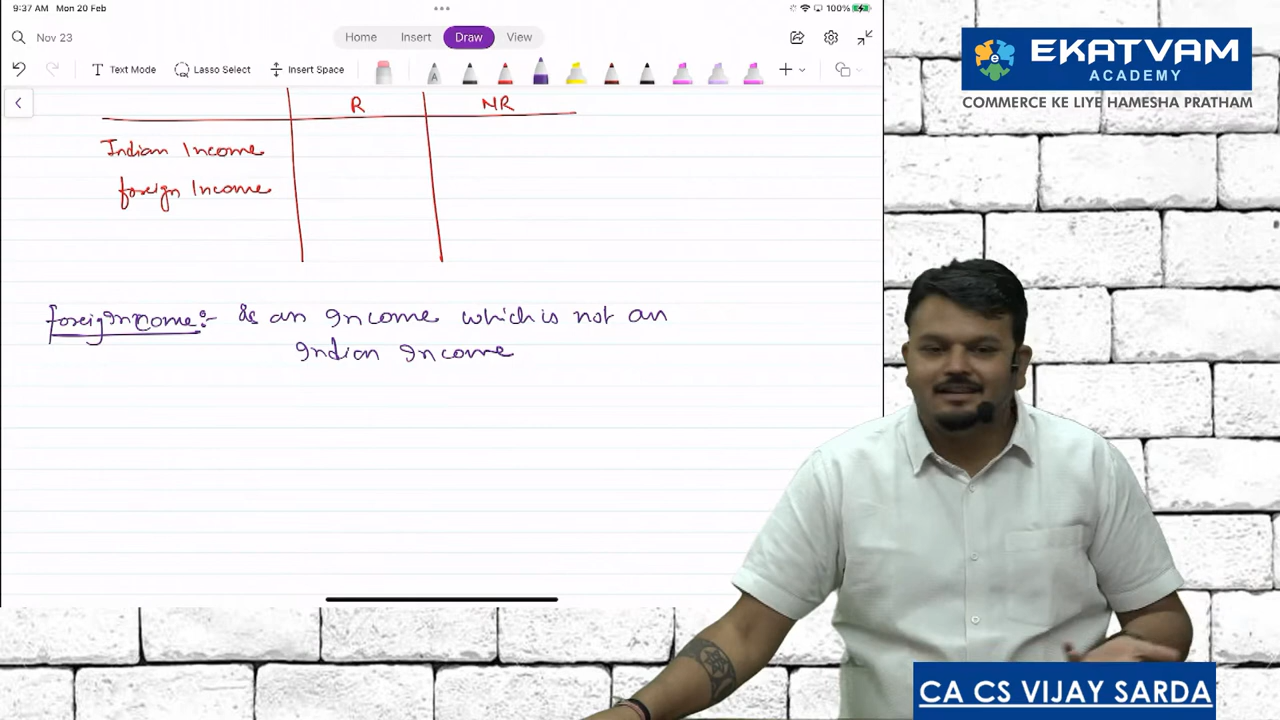 9:37 AM Mon 20 Feb
100%
Nov 23
Home Insert Draw View
Text Mode Lasso Select Insert Space
R NR
Indian Income
foreign Income
foreign Income:- Is an Income which is not an
Indian Income
EKATVAM
ACADEMY
COMMERCE KE LIYE HAMESHA PRATHAM
CA CS VIJAY SARDA